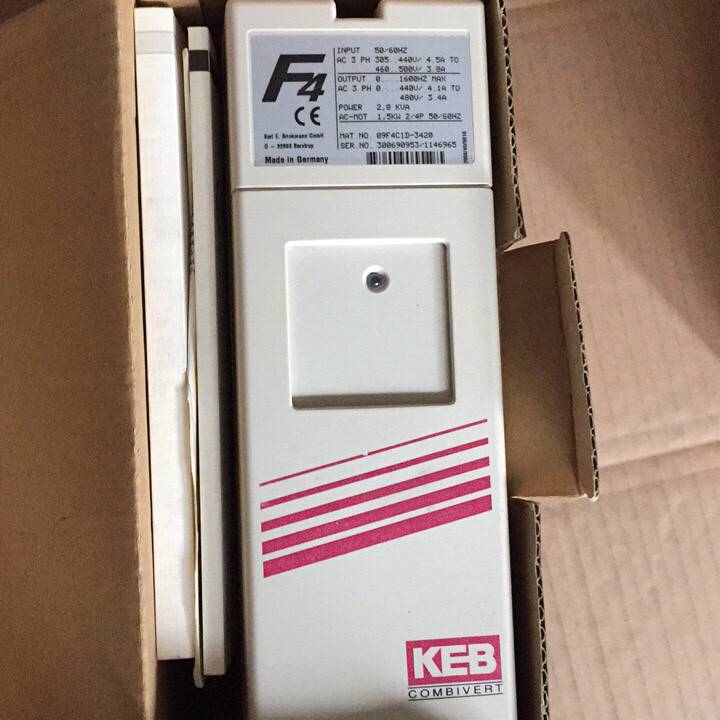 F4
CE
Karl E. Brinkmann GmbH
D - 32683 Barntrup
Made in Germany
INPUT 50/60HZ
AC 3 PH 305..440V/ 4.5A TO
460..500V/ 3.8A
OUTPUT 0....1600HZ MAX
AC 3 PH 0....440V/ 4.1A TO
480V/ 3.4A
POWER 2,8 KVA
AC-MOT 1,5KW 2/4P 50/60HZ
MAT.NO. 09F4C1D-3420
SER.NO. 300690953/1146965
KEB
COMBIVERT